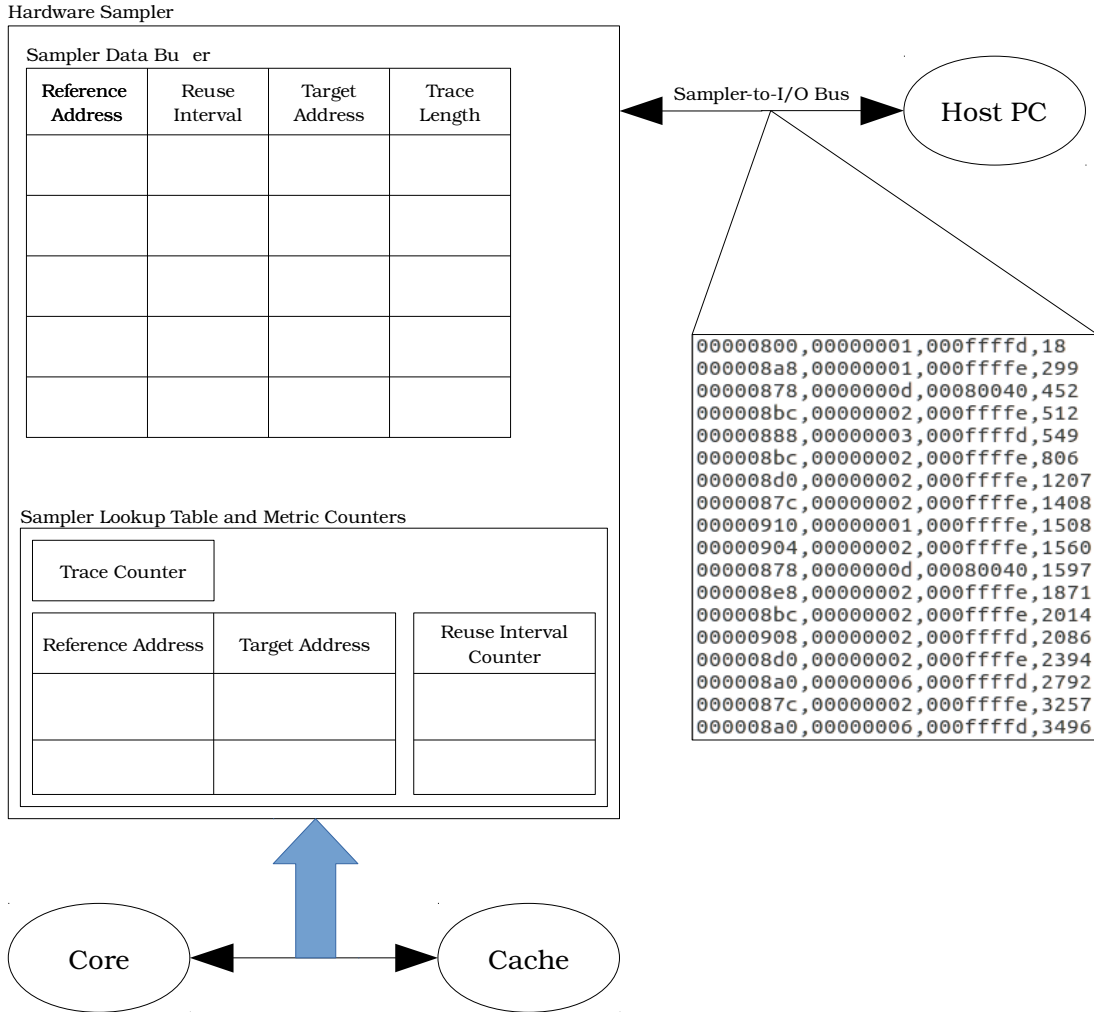 Hardware Sampler
Sampler Data Bu er
Reference Address
Reuse Interval
Target Address
Trace Length
Sampler-to-I/O Bus
Host PC
00000800,00000001,000ffffd,18
000008a8,00000001,000ffffe,299
00000878,0000000d,00080040,452
000008bc,00000002,000ffffe,512
00000888,00000003,000ffffd,549
000008bc,00000002,000ffffe,806
000008d0,00000002,000ffffe,1207
0000087c,00000002,000ffffe,1408
00000910,00000001,000ffffe,1508
00000904,00000002,000ffffe,1560
00000878,0000000d,00080040,1597
000008e8,00000002,000ffffe,1871
000008bc,00000002,000ffffe,2014
00000908,00000002,000ffffd,2086
000008d0,00000002,000ffffe,2394
000008a0,00000006,000ffffd,2792
0000087c,00000002,000ffffe,3257
000008a0,00000006,000ffffd,3496
Sampler Lookup Table and Metric Counters
Trace Counter
Reference Address
Target Address
Reuse Interval
Counter
Core
Cache